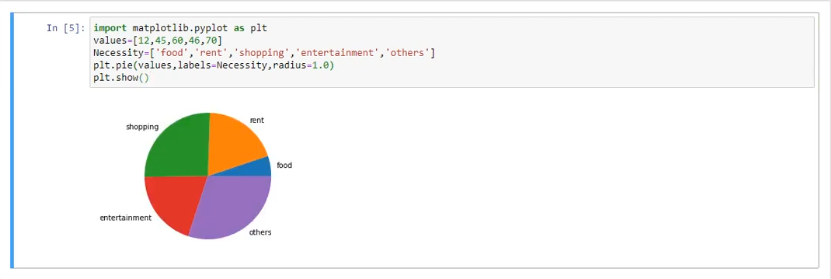 In [5]: import matplotlib.pyplot as plt
values=[12,45,60,46,70]
Necessity=['food','rent','shopping','entertainment','others']
plt.pie(values,labels=Necessity,radius=1.0)
plt.show()
rent
shopping
food
entertainment
others